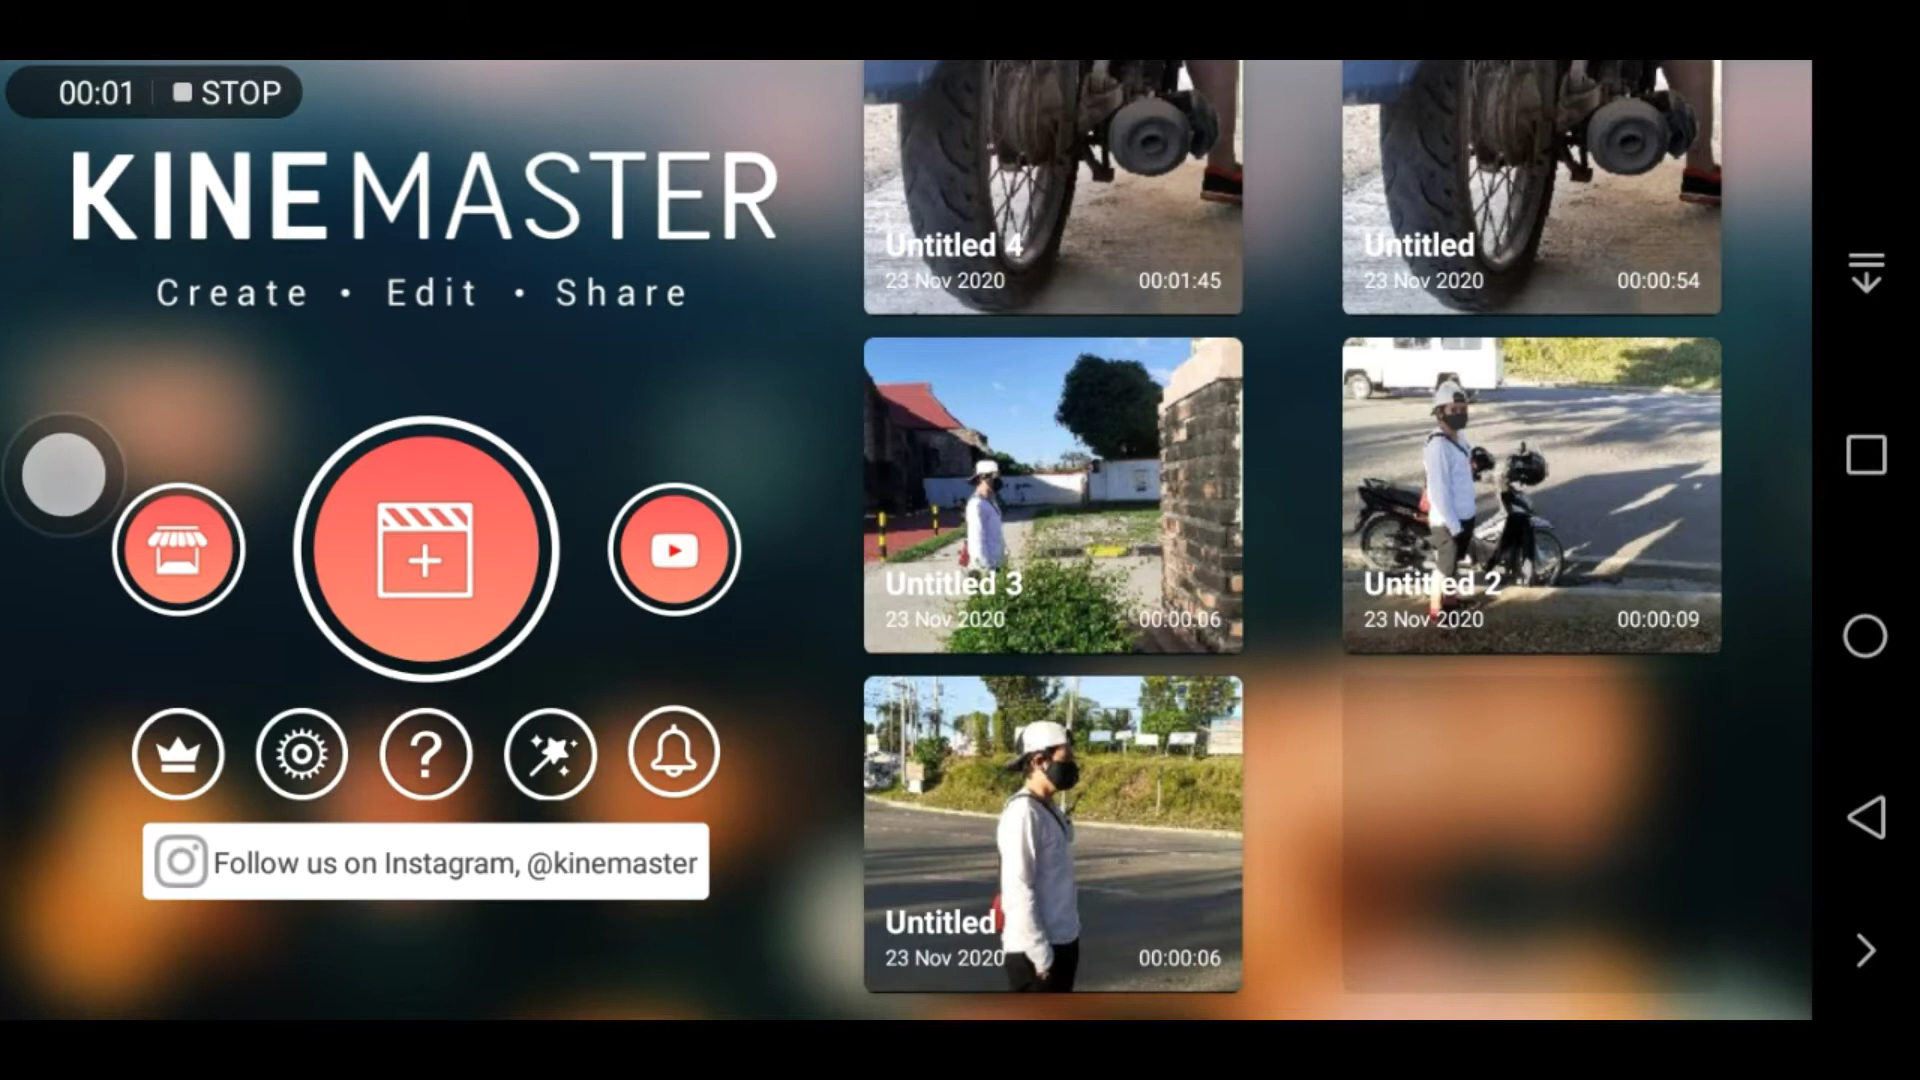 00:01 STOP
KINEMASTER
Create • Edit • Share
Follow us on Instagram, @kinemaster
Untitled 4
23 Nov 2020 00:01:45
Untitled
23 Nov 2020 00:00:54
Untitled 3
23 Nov 2020 00:00:06
Untitled 2
23 Nov 2020 00:00:09
Untitled
23 Nov 2020 00:00:06